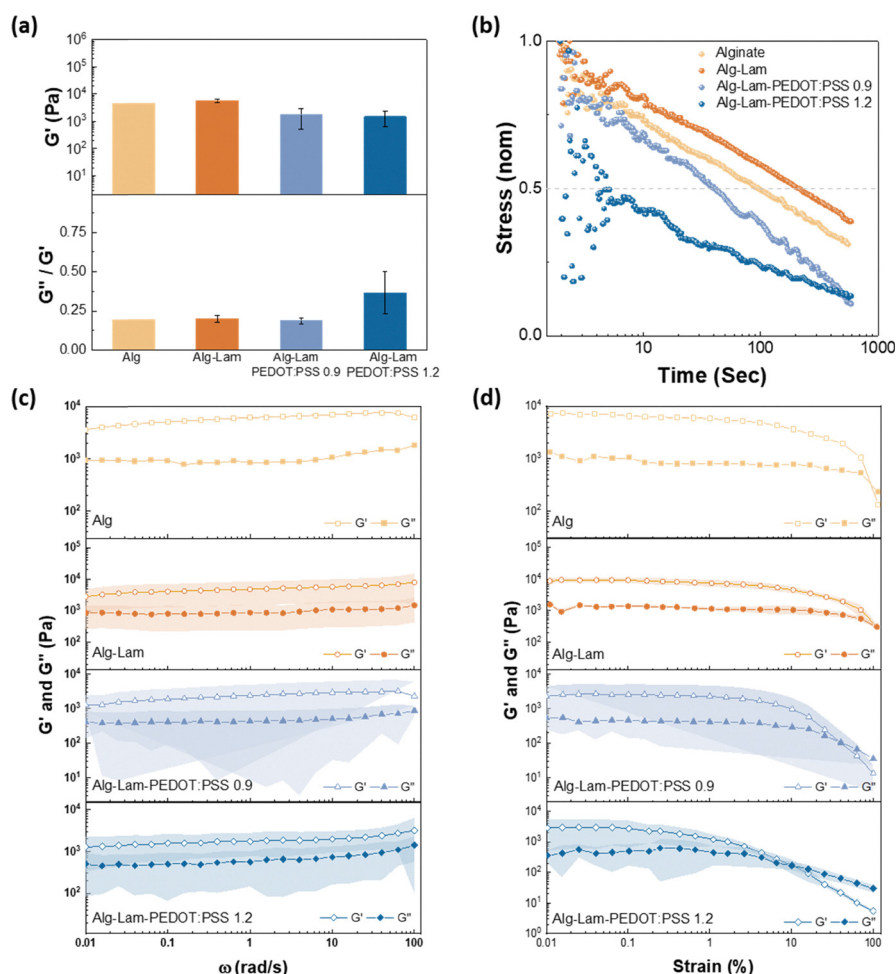 (a)
G' (Pa)
10⁶
10⁵
10⁴
10³
10²
10¹
G'' / G'
0.75
0.50
0.25
0.00
Alg
Alg-Lam
Alg-Lam
PEDOT:PSS 0.9
Alg-Lam
PEDOT:PSS 1.2
(b)
Stress (nom)
1.0
0.5
0.0
Alginate
Alg-Lam
Alg-Lam-PEDOT:PSS 0.9
Alg-Lam-PEDOT:PSS 1.2
10
100
1000
Time (Sec)
(c)
G' and G'' (Pa)
10⁴
10³
10²
Alg
G' G''
10⁵
10⁴
10³
10²
Alg-Lam
G' G''
10⁴
10³
10²
10¹
Alg-Lam-PEDOT:PSS 0.9
G' G''
10⁴
10³
10²
Alg-Lam-PEDOT:PSS 1.2
G' G''
0.01 0.1 1 10 100
ω (rad/s)
(d)
G' and G'' (Pa)
10⁴
10³
10²
Alg
G' G''
10⁵
10⁴
10³
10²
Alg-Lam
G' G''
10⁴
10³
10²
10¹
Alg-Lam-PEDOT:PSS 0.9
G' G''
10⁴
10³
10²
10¹
10⁰
Alg-Lam-PEDOT:PSS 1.2
G' G''
0.01 0.1 1 10 100
Strain (%)